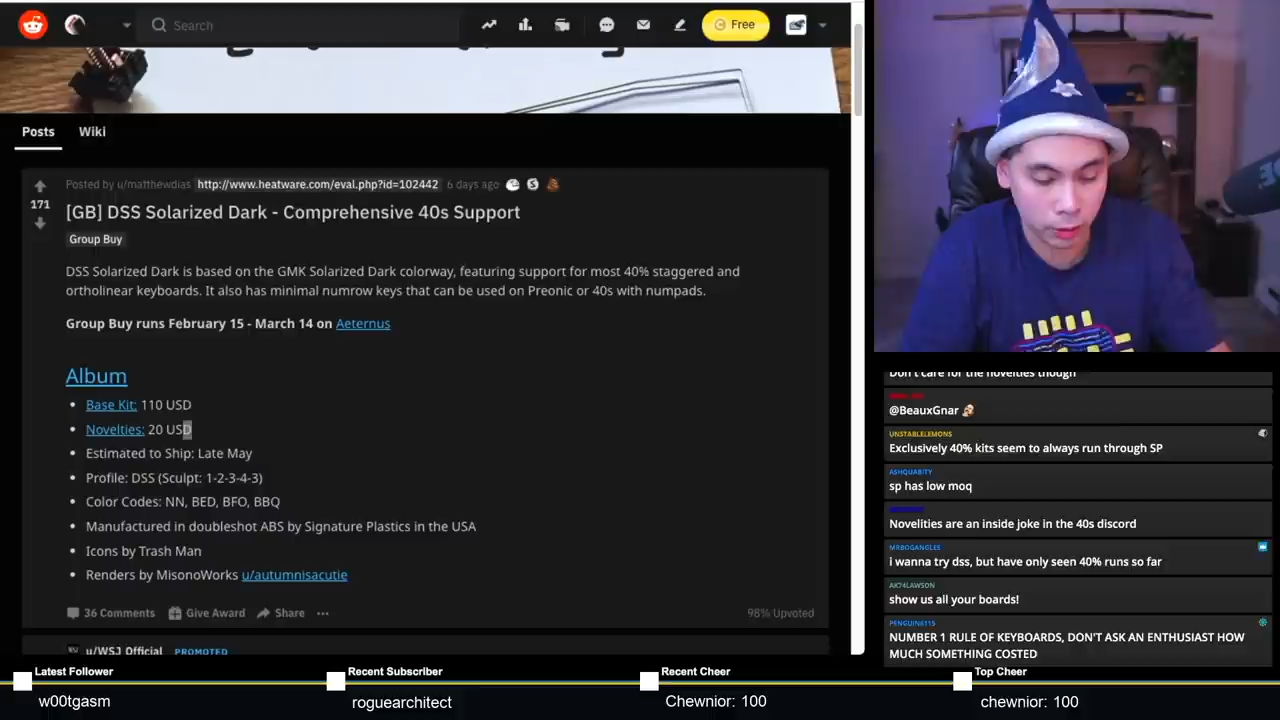 Search
Free
Posts
Wiki
171
Posted by u/matthewdias http://www.heatware.com/eval.php?id=102442 6 days ago
[GB] DSS Solarized Dark - Comprehensive 40s Support
Group Buy
DSS Solarized Dark is based on the GMK Solarized Dark colorway, featuring support for most 40% staggered and
ortholinear keyboards. It also has minimal numrow keys that can be used on Preonic or 40s with numpads.
Group Buy runs February 15 - March 14 on Aeternus
Album
• Base Kit: 110 USD
• Novelties: 20 USD
• Estimated to Ship: Late May
• Profile: DSS (Sculpt: 1-2-3-4-3)
• Color Codes: NN, BED, BFO, BBQ
• Manufactured in doubleshot ABS by Signature Plastics in the USA
• Icons by Trash Man
• Renders by MisonoWorks u/autumnisacutie
36 Comments Give Award Share ... 98% Upvoted
u/WSJ_Official PROMOTED
Don't care for the novelties though
@BeauxGnar
UNSTABLELEMONS
Exclusively 40% kits seem to always run through SP
ASHQUABITY
sp has low moq
Novelities are an inside joke in the 40s discord
MRBOGANGLES
i wanna try dss, but have only seen 40% runs so far
AK74LAWSON
show us all your boards!
PENGUINE115
NUMBER 1 RULE OF KEYBOARDS, DON'T ASK AN ENTHUSIAST HOW
MUCH SOMETHING COSTED
Latest Follower
w00tgasm
Recent Subscriber
roguearchitect
Recent Cheer
Chewnior: 100
Top Cheer
chewnior: 100